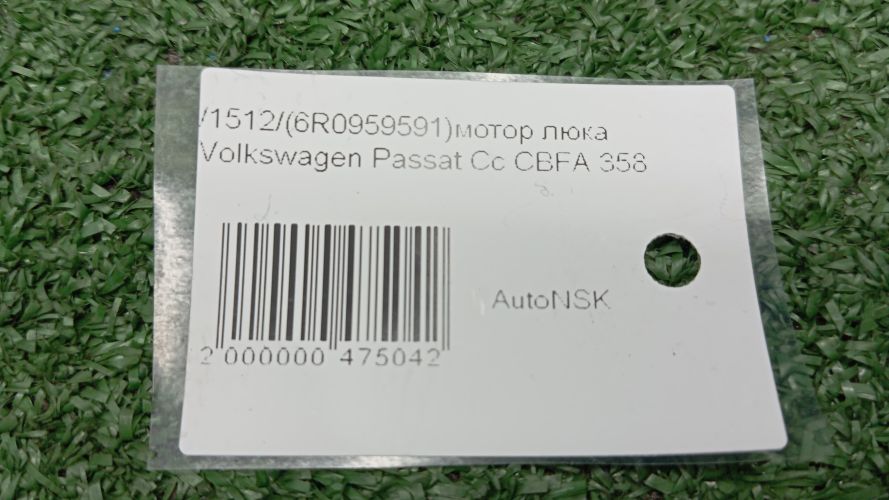 /1512/(6R0959591)мотор люка
Volkswagen Passat Cc CBFA 358
AutoNSK
2 000000 475042